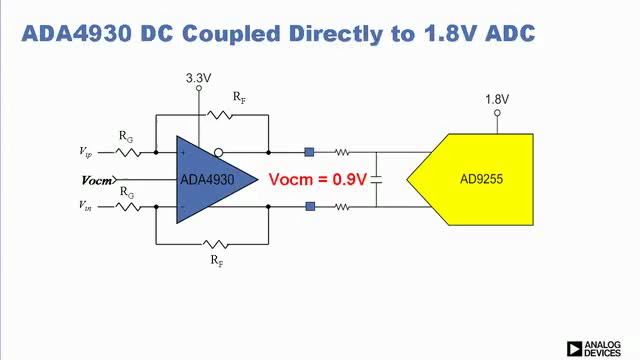 ADA4930 DC Coupled Directly to 1.8V ADC
3.3V
RF
1.8V
RG
Vip
+
Vocm
ADA4930
Vocm = 0.9V
AD9255
RG
Vin
RF
ANALOG
DEVICES